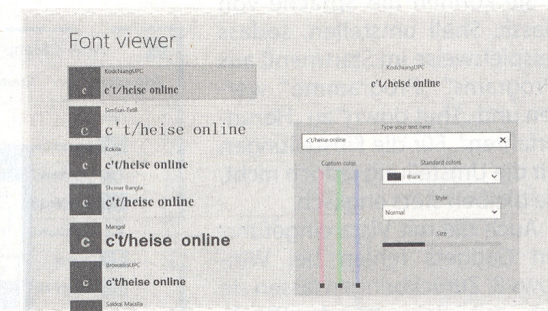 Font viewer
KodchiangUPC
c c't/heise online
SimSun-ExtB
c c't/heise online
Kokila
c c't/heise online
Shonar Bangla
c c't/heise online
Mangal
c c't/heise online
BrowalliaUPC
c c't/heise online
Sakkal Majalla
KodchiangUPC
c't/heise online
Type your text here
c't/heise online X
Custom color
Standard colors
Black
Style
Normal
Size